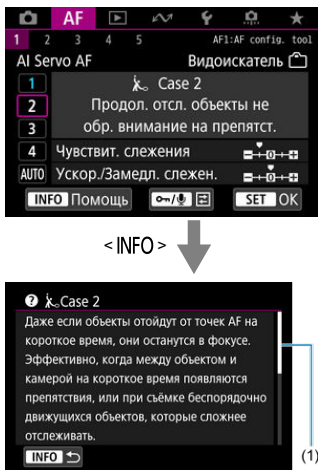 AF
1 2 3 4 5 AF1:AF config. tool
AI Servo AF Видоискатель
1 Case 2
2 Продол. отсл. объекты не
3 обр. внимание на препятст.
4 Чувствит. слежения
AUTO Ускор./Замедл. слежен.
INFO Помощь SET OK
< INFO >
Case 2
Даже если объекты отойдут от точек AF на
короткое время, они останутся в фокусе.
Эффективно, когда между объектом и
камерой на короткое время появляются
препятствия, или при съёмке беспорядочно
движущихся объектов, которые сложнее
отслеживать.
(1)
INFO